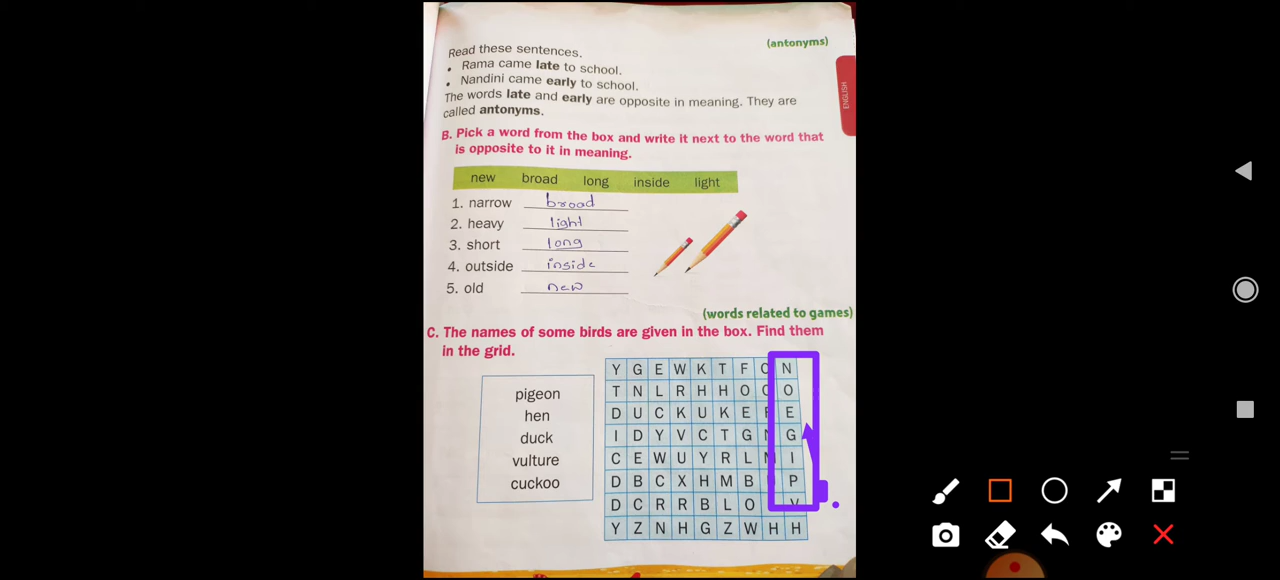 (antonyms)
Read these sentences.
• Rama came late to school.
• Nandini came early to school.
The words late and early are opposite in meaning. They are
called antonyms.
ENGLISH
B. Pick a word from the box and write it next to the word that
is opposite to it in meaning.
new broad long inside light
1. narrow broad
2. heavy light
3. short long
4. outside inside
5. old new
(words related to games)
C. The names of some birds are given in the box. Find them
in the grid.
pigeon
hen
duck
vulture
cuckoo
Y G E W K T F N
T N L R H H O O
D U C K U K E E
I D Y V C T G G
C E W U Y R L I
D B C X H M B P
D C R R B L O
Y Z N H G Z W H H